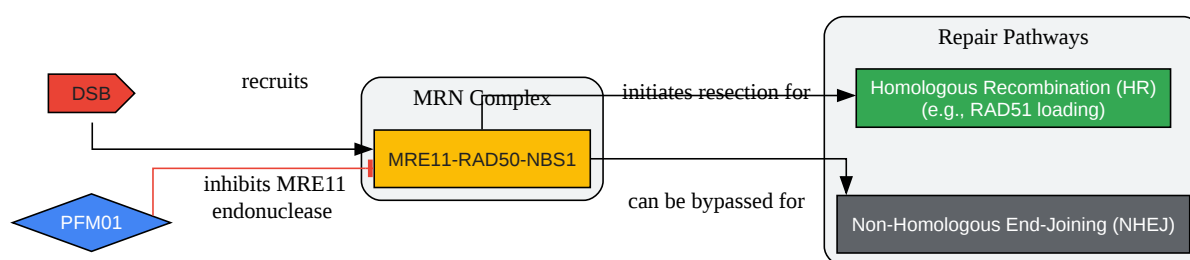 Repair Pathways
DSB
recruits
MRN Complex
initiates resection for
Homologous Recombination (HR)
(e.g., RAD51 loading)
MRE11-RAD50-NBS1
inhibits MRE11
endonuclease
PFM01
can be bypassed for
Non-Homologous End-Joining (NHEJ)